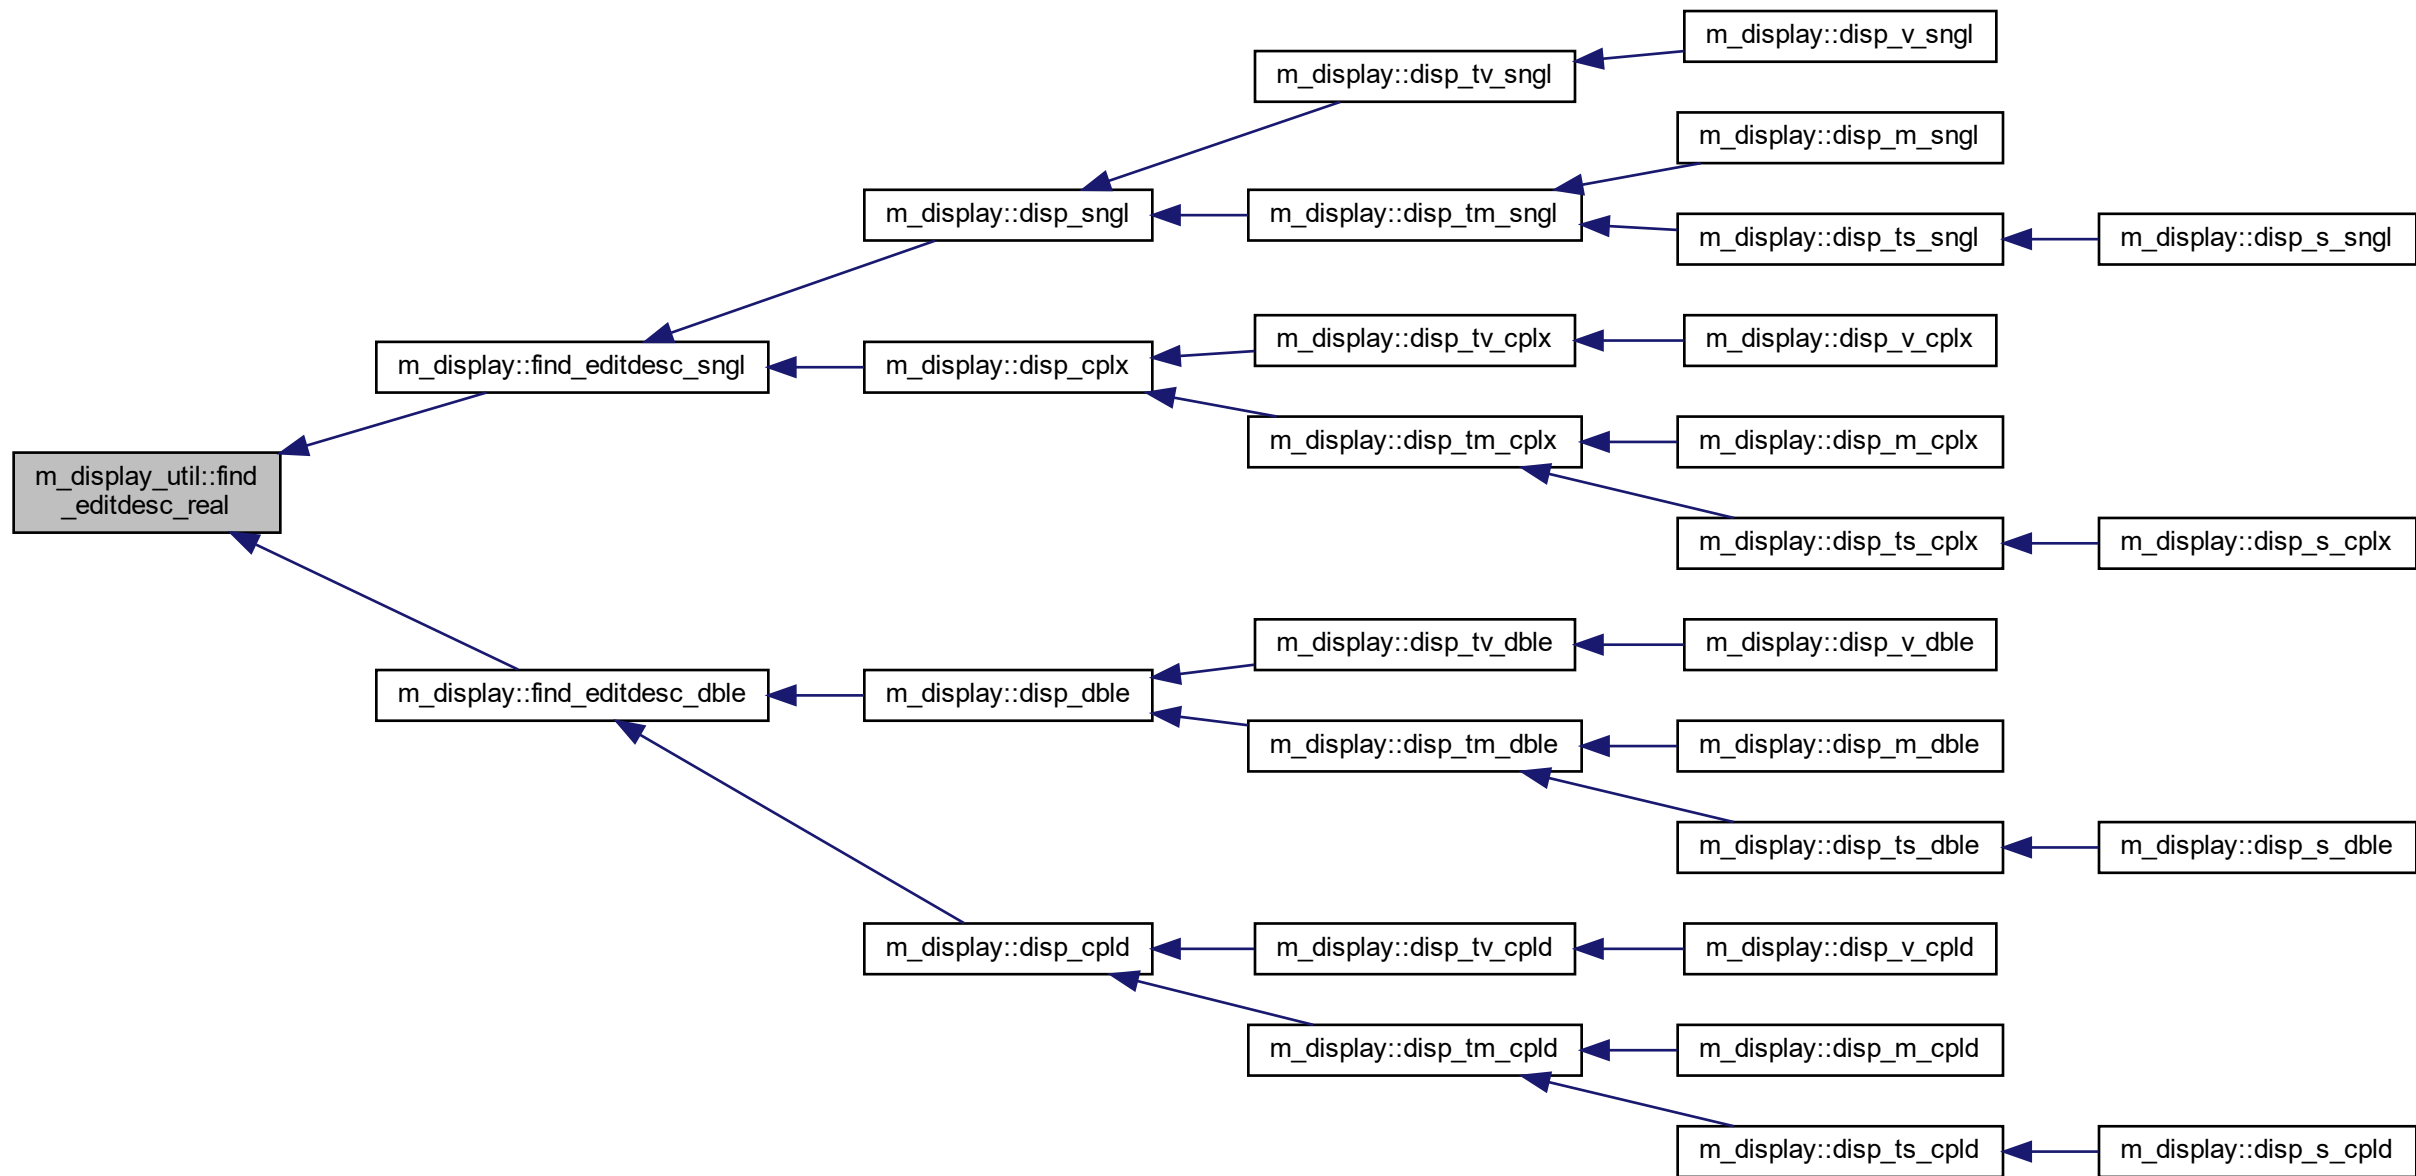 m_display_util::find
_editdesc_real
m_display::find_editdesc_sngl
m_display::disp_sngl
m_display::disp_tv_sngl
m_display::disp_v_sngl
m_display::disp_tm_sngl
m_display::disp_m_sngl
m_display::disp_ts_sngl
m_display::disp_s_sngl
m_display::disp_cplx
m_display::disp_tv_cplx
m_display::disp_v_cplx
m_display::disp_tm_cplx
m_display::disp_m_cplx
m_display::disp_ts_cplx
m_display::disp_s_cplx
m_display::find_editdesc_dble
m_display::disp_dble
m_display::disp_tv_dble
m_display::disp_v_dble
m_display::disp_tm_dble
m_display::disp_m_dble
m_display::disp_ts_dble
m_display::disp_s_dble
m_display::disp_cpld
m_display::disp_tv_cpld
m_display::disp_v_cpld
m_display::disp_tm_cpld
m_display::disp_m_cpld
m_display::disp_ts_cpld
m_display::disp_s_cpld